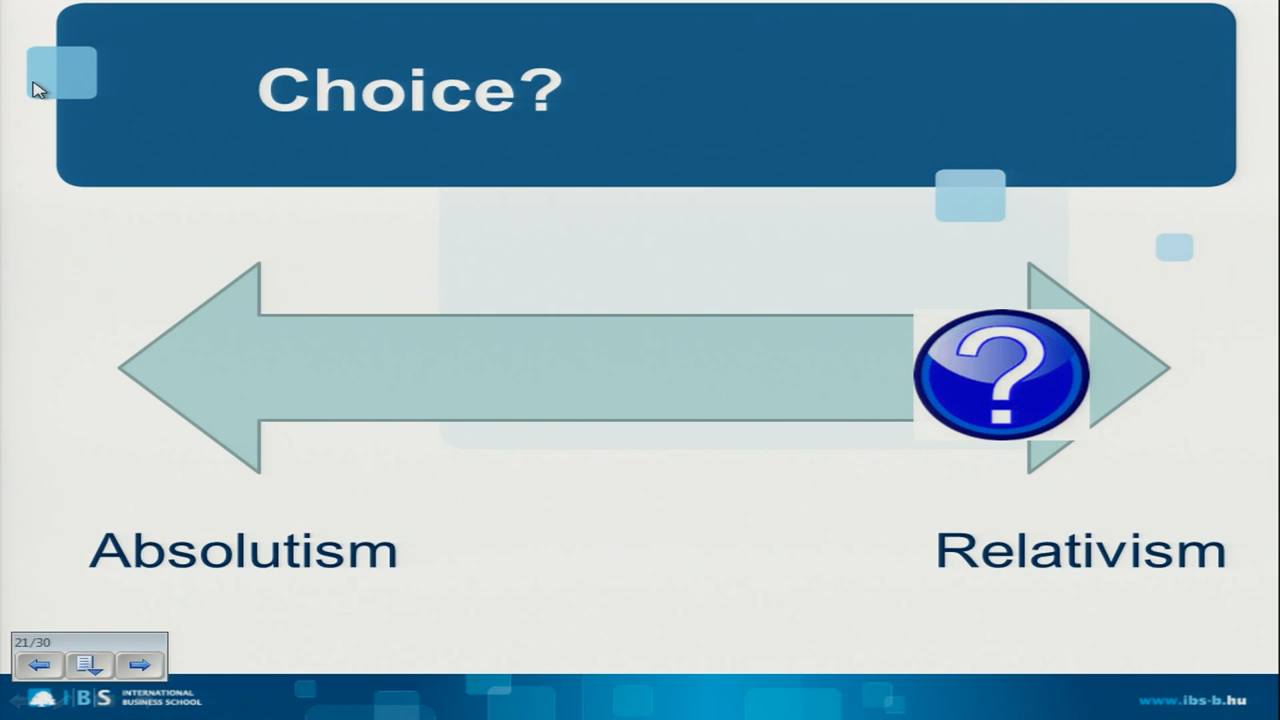 Choice?
?
Absolutism
Relativism
21/30
IBS INTERNATIONAL
BUSINESS SCHOOL
www.ibs-b.hu